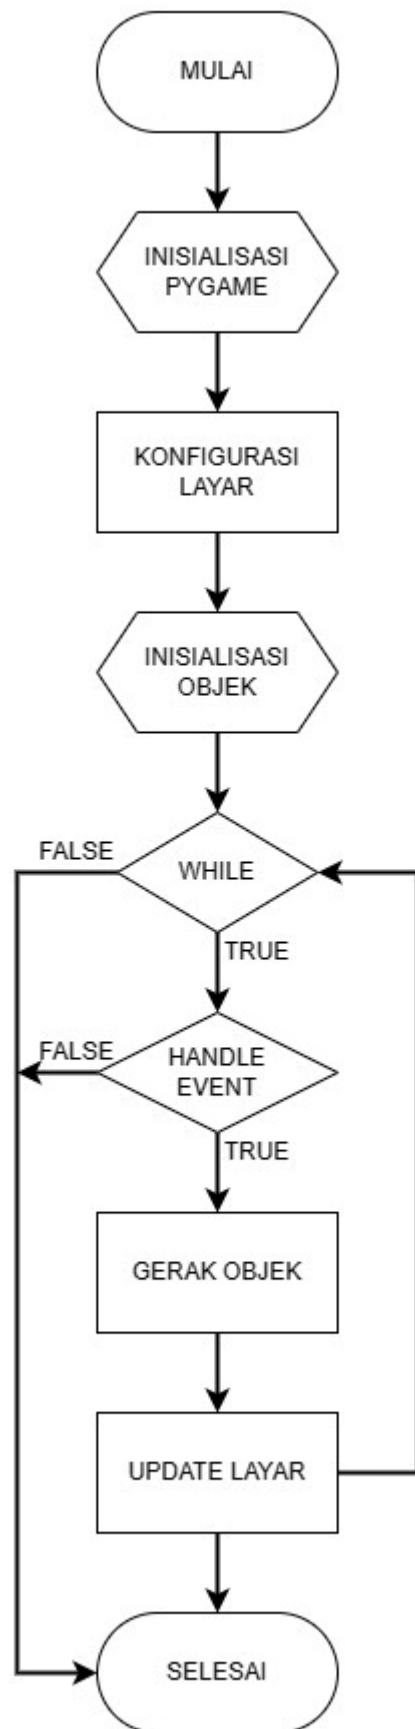 MULAI
INISIALISASI
PYGAME
KONFIGURASI
LAYAR
INISIALISASI
OBJEK
FALSE
WHILE
TRUE
FALSE
HANDLE
EVENT
TRUE
GERAK OBJEK
UPDATE LAYAR
SELESAI